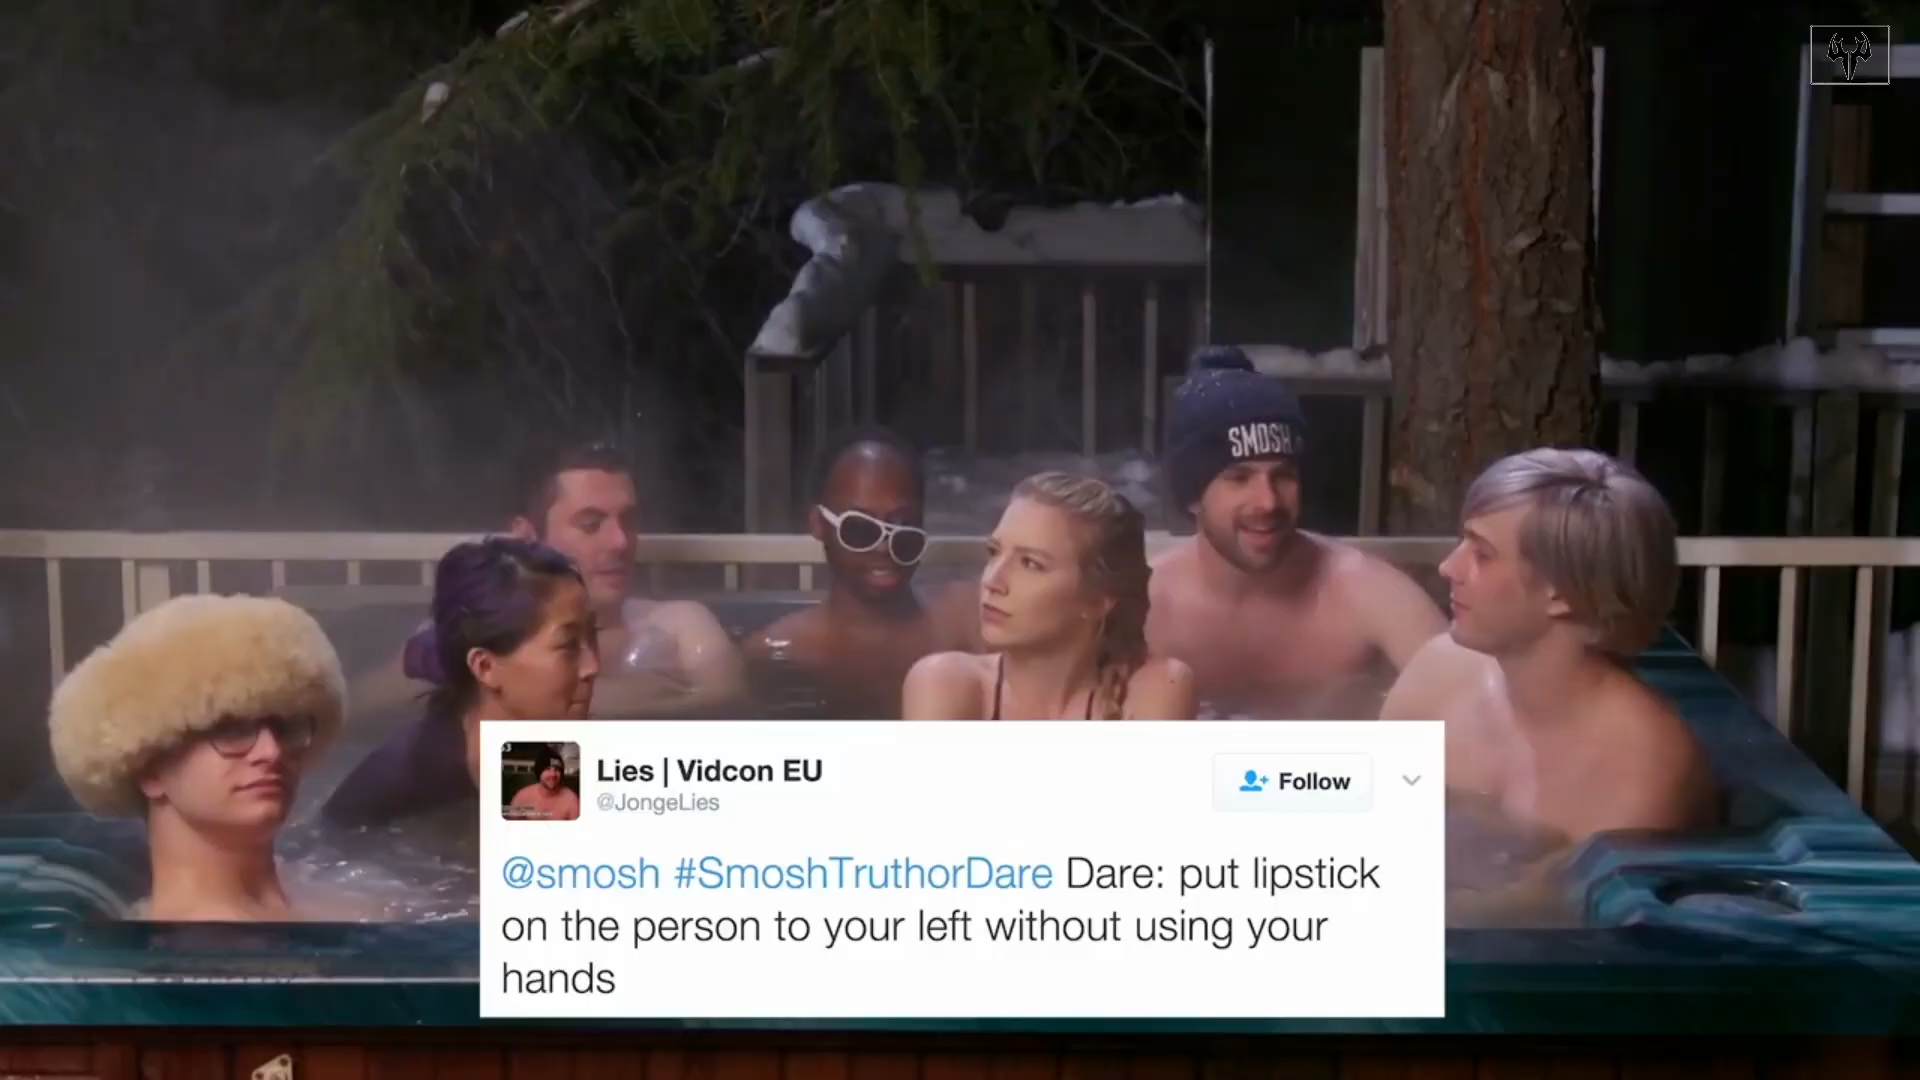 SMOSH
Lies | Vidcon EU
@JongeLies
Follow
@smosh #SmoshTruthorDare Dare: put lipstick
on the person to your left without using your
hands